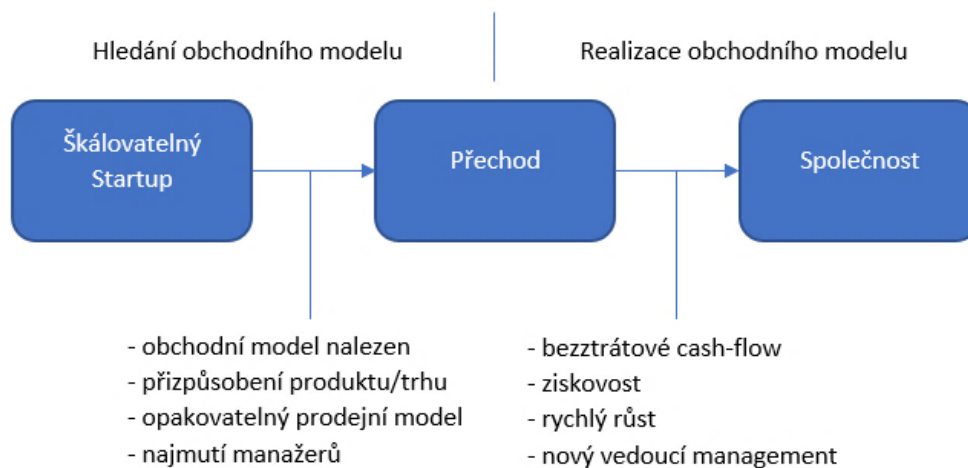 Hledání obchodního modelu
Realizace obchodního modelu
Škálovatelný
Startup
Přechod
Společnost
- obchodní model nalezen
- přizpůsobení produktu/trhu
- opakovatelný prodejní model
- najmutí manažerů
- bezztrátové cash-flow
- ziskovost
- rychlý růst
- nový vedoucí management